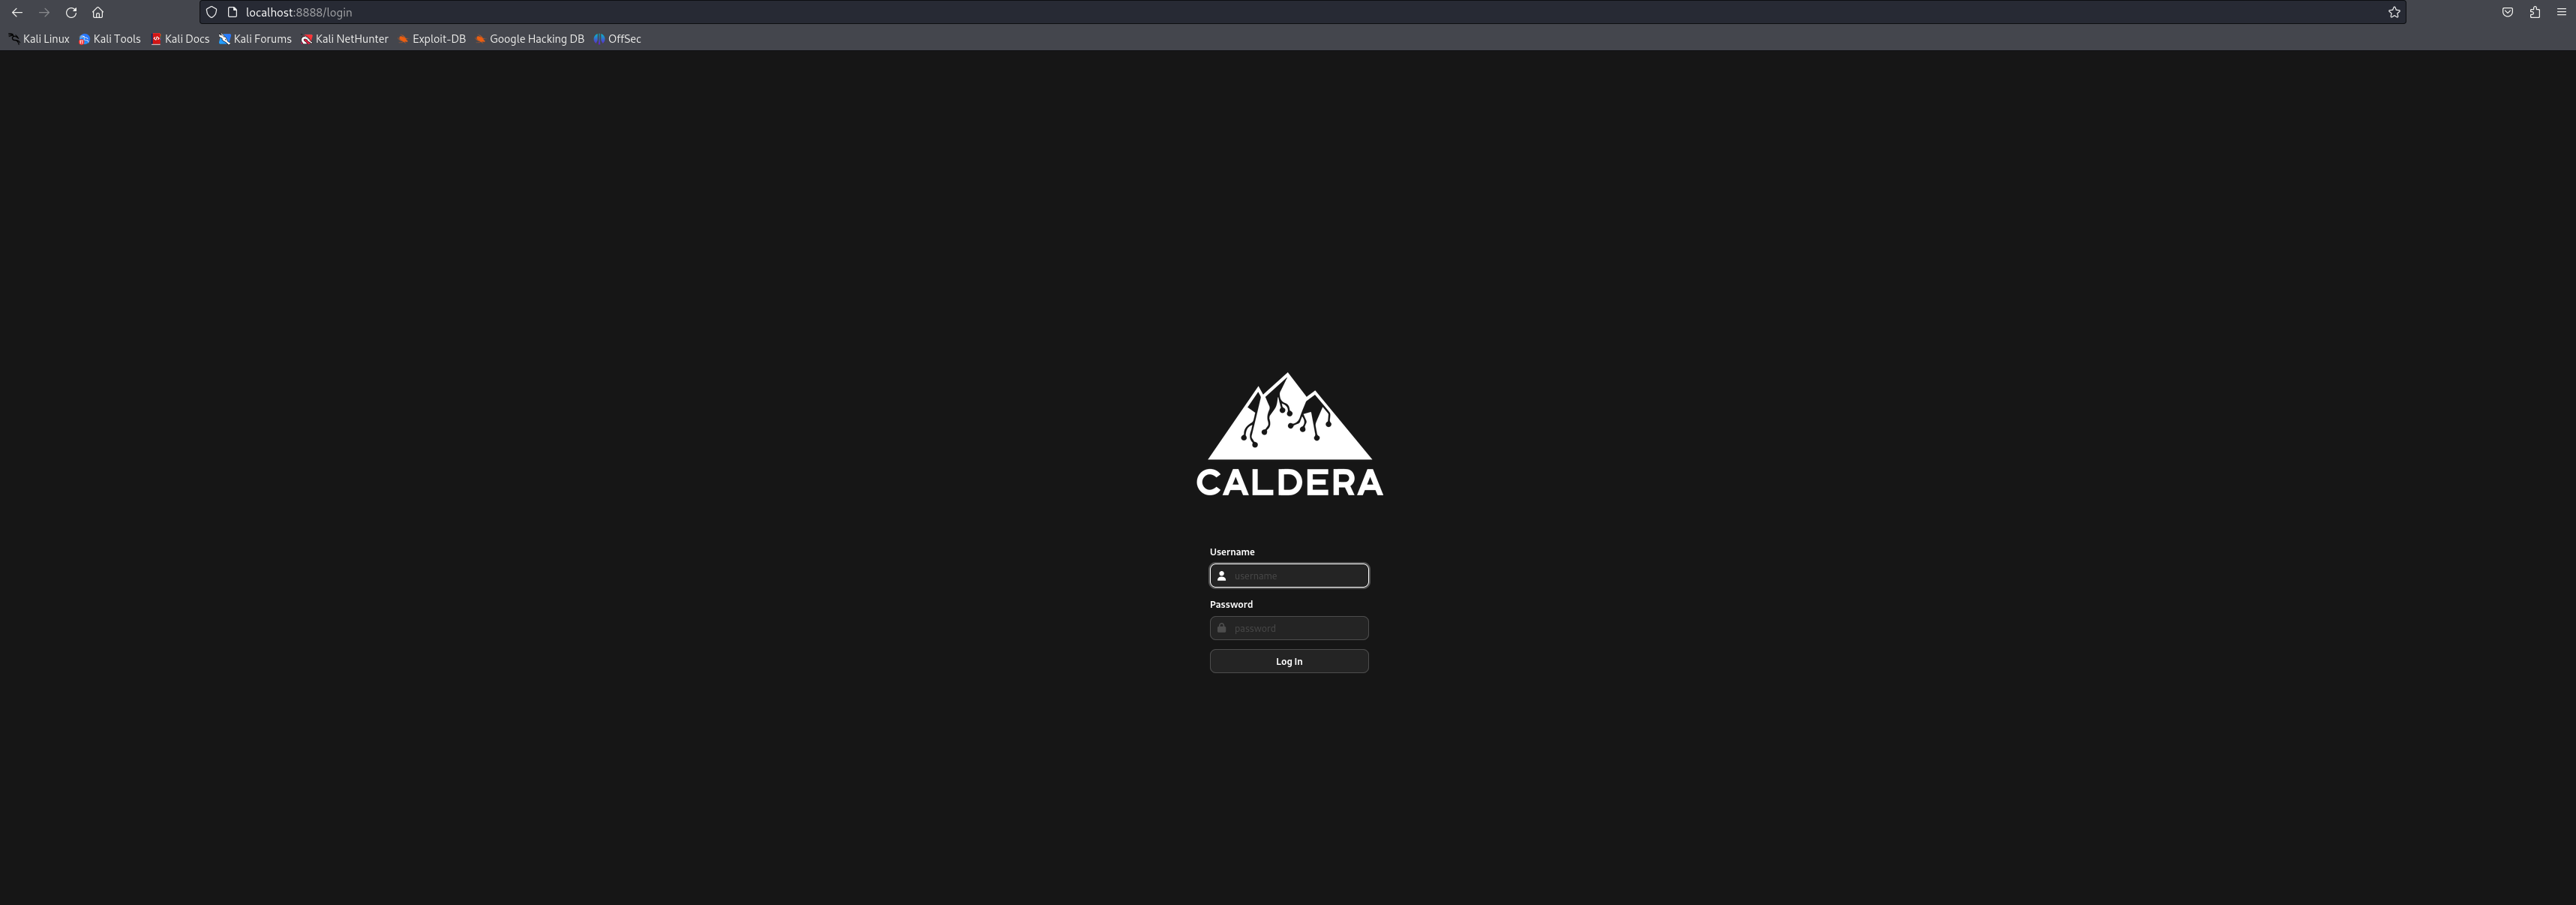 localhost:8888/login
Kali Linux Kali Tools Kali Docs Kali Forums Kali NetHunter Exploit-DB Google Hacking DB OffSec
CALDERA
Username
username
Password
password
Log In